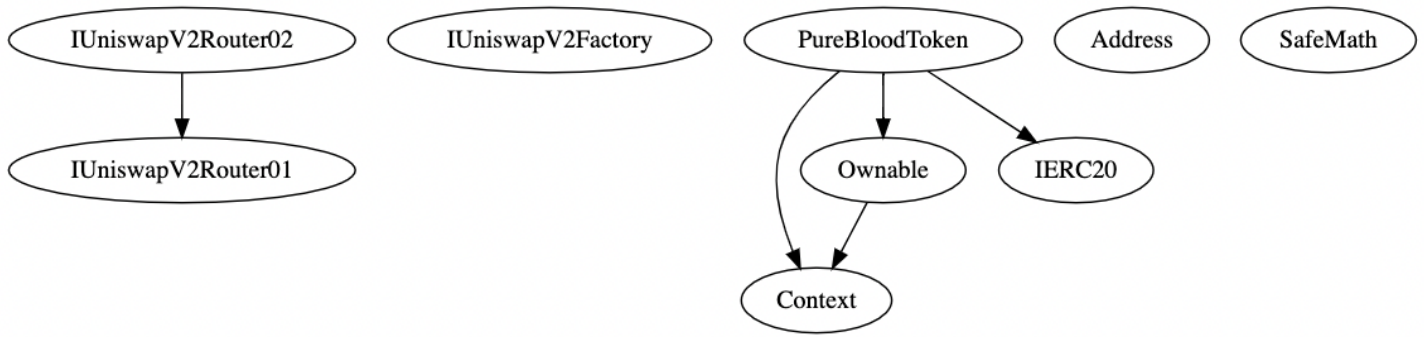 IUniswapV2Router02
IUniswapV2Factory
PureBloodToken
Address
SafeMath
IUniswapV2Router01
Ownable
IERC20
Context